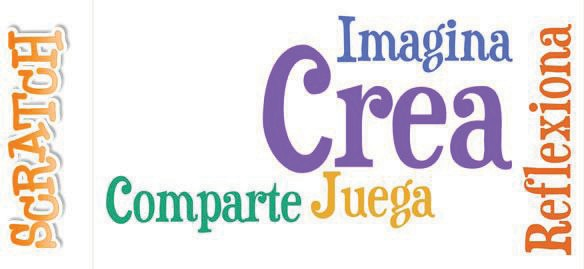 ScRATcH
Imagina
Crea
Comparte
Juega
Reflexiona